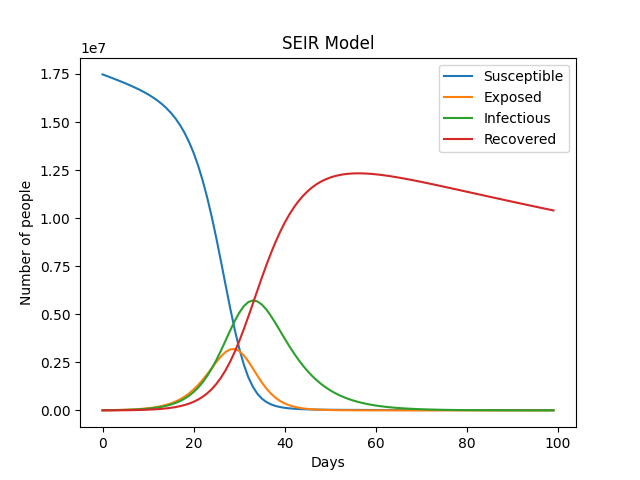 SEIR Model
1e7
Susceptible
Exposed
Infectious
Recovered
1.75
1.50
1.25
1.00
0.75
0.50
0.25
0.00
Number of people
0 20 40 60 80 100
Days